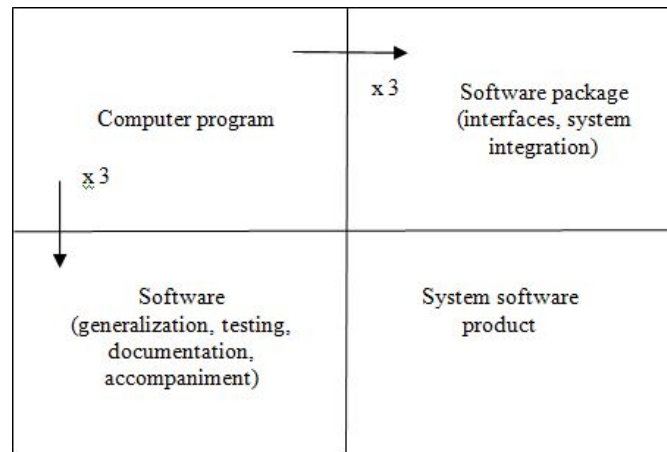 x 3
Computer program
Software package
(interfaces, system
integration)
x 3
Software
(generalization, testing,
documentation,
accompaniment)
System software
product